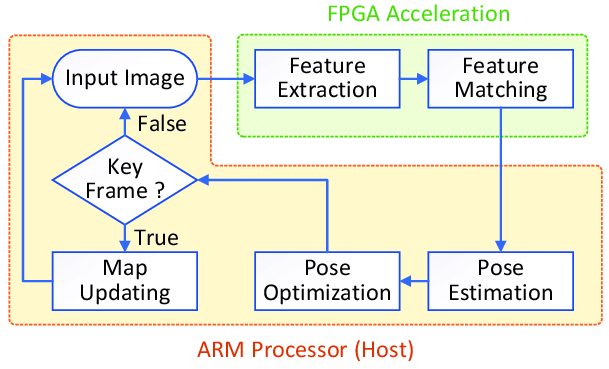 FPGA Acceleration
Input Image
Feature
Extraction
Feature
Matching
False
Key
Frame ?
True
Map
Updating
Pose
Optimization
Pose
Estimation
ARM Processor (Host)